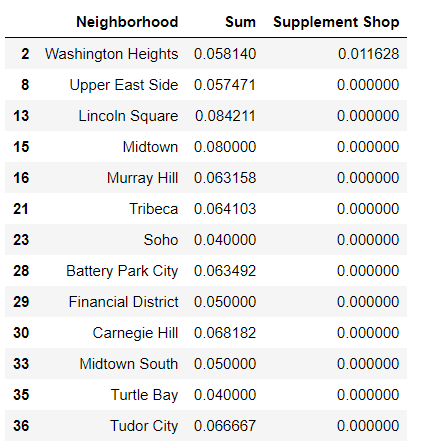 Neighborhood Sum Supplement Shop
2 Washington Heights 0.058140 0.011628
8 Upper East Side 0.057471 0.000000
13 Lincoln Square 0.084211 0.000000
15 Midtown 0.080000 0.000000
16 Murray Hill 0.063158 0.000000
21 Tribeca 0.064103 0.000000
23 Soho 0.040000 0.000000
28 Battery Park City 0.063492 0.000000
29 Financial District 0.050000 0.000000
30 Carnegie Hill 0.068182 0.000000
33 Midtown South 0.050000 0.000000
35 Turtle Bay 0.040000 0.000000
36 Tudor City 0.066667 0.000000